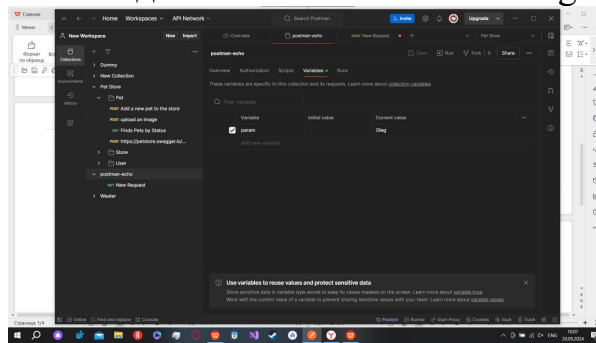 Главная
Меню
Формат
по образцу
Страница 1/4
Home Workspaces API Network
Search Postman
Invite
Upgrade
New Workspace New Import
Overview postman-echo POST New Request Pet Store
Collections
Environments
History
Dummy
New Collection
Pet Store
Pet
POST Add a new pet to the store
POST upload an image
GET Finds Pets by Status
POST https://petstore.swagger.io/...
Store
User
postman-echo
GET New Request
Weater
postman-echo
Save Run Fork 0 Share
Overview Authorization Scripts Variables Runs
These variables are specific to this collection and its requests. Learn more about collection variables
Filter variables
Variable Initial value Current value
param Oleg
Add new variable
Use variables to reuse values and protect sensitive data
Store sensitive data in variable type secret to keep its values masked on the screen. Learn more about variable type.
Work with the current value of a variable to prevent sharing sensitive values with your team. Learn more about variable values.
Online Find and replace Console
Postbot Runner Start Proxy Cookies Vault Trash
ENG
10:07
20.09.2024